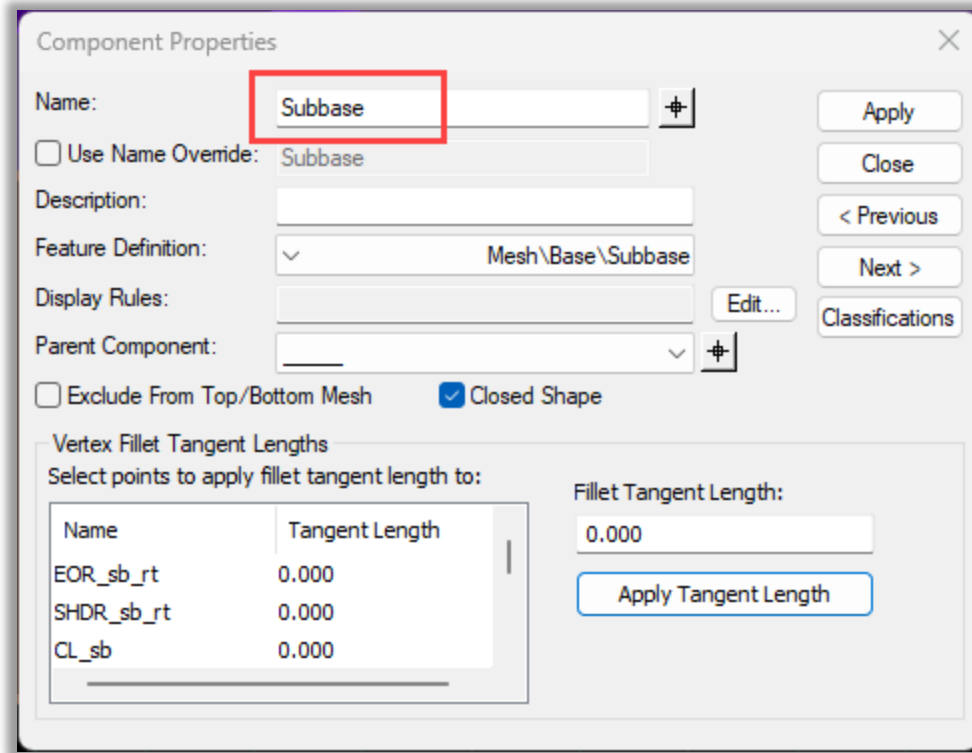 Component Properties
Name: Subbase
Apply
Use Name Override: Subbase
Close
Description:
< Previous
Feature Definition: Mesh\Base\Subbase
Next >
Display Rules:
Edit...
Classifications
Parent Component:
Exclude From Top/Bottom Mesh
Closed Shape
Vertex Fillet Tangent Lengths
Select points to apply fillet tangent length to:
Name Tangent Length
EOR_sb_rt 0.000
SHDR_sb_rt 0.000
CL_sb 0.000
Fillet Tangent Length:
0.000
Apply Tangent Length